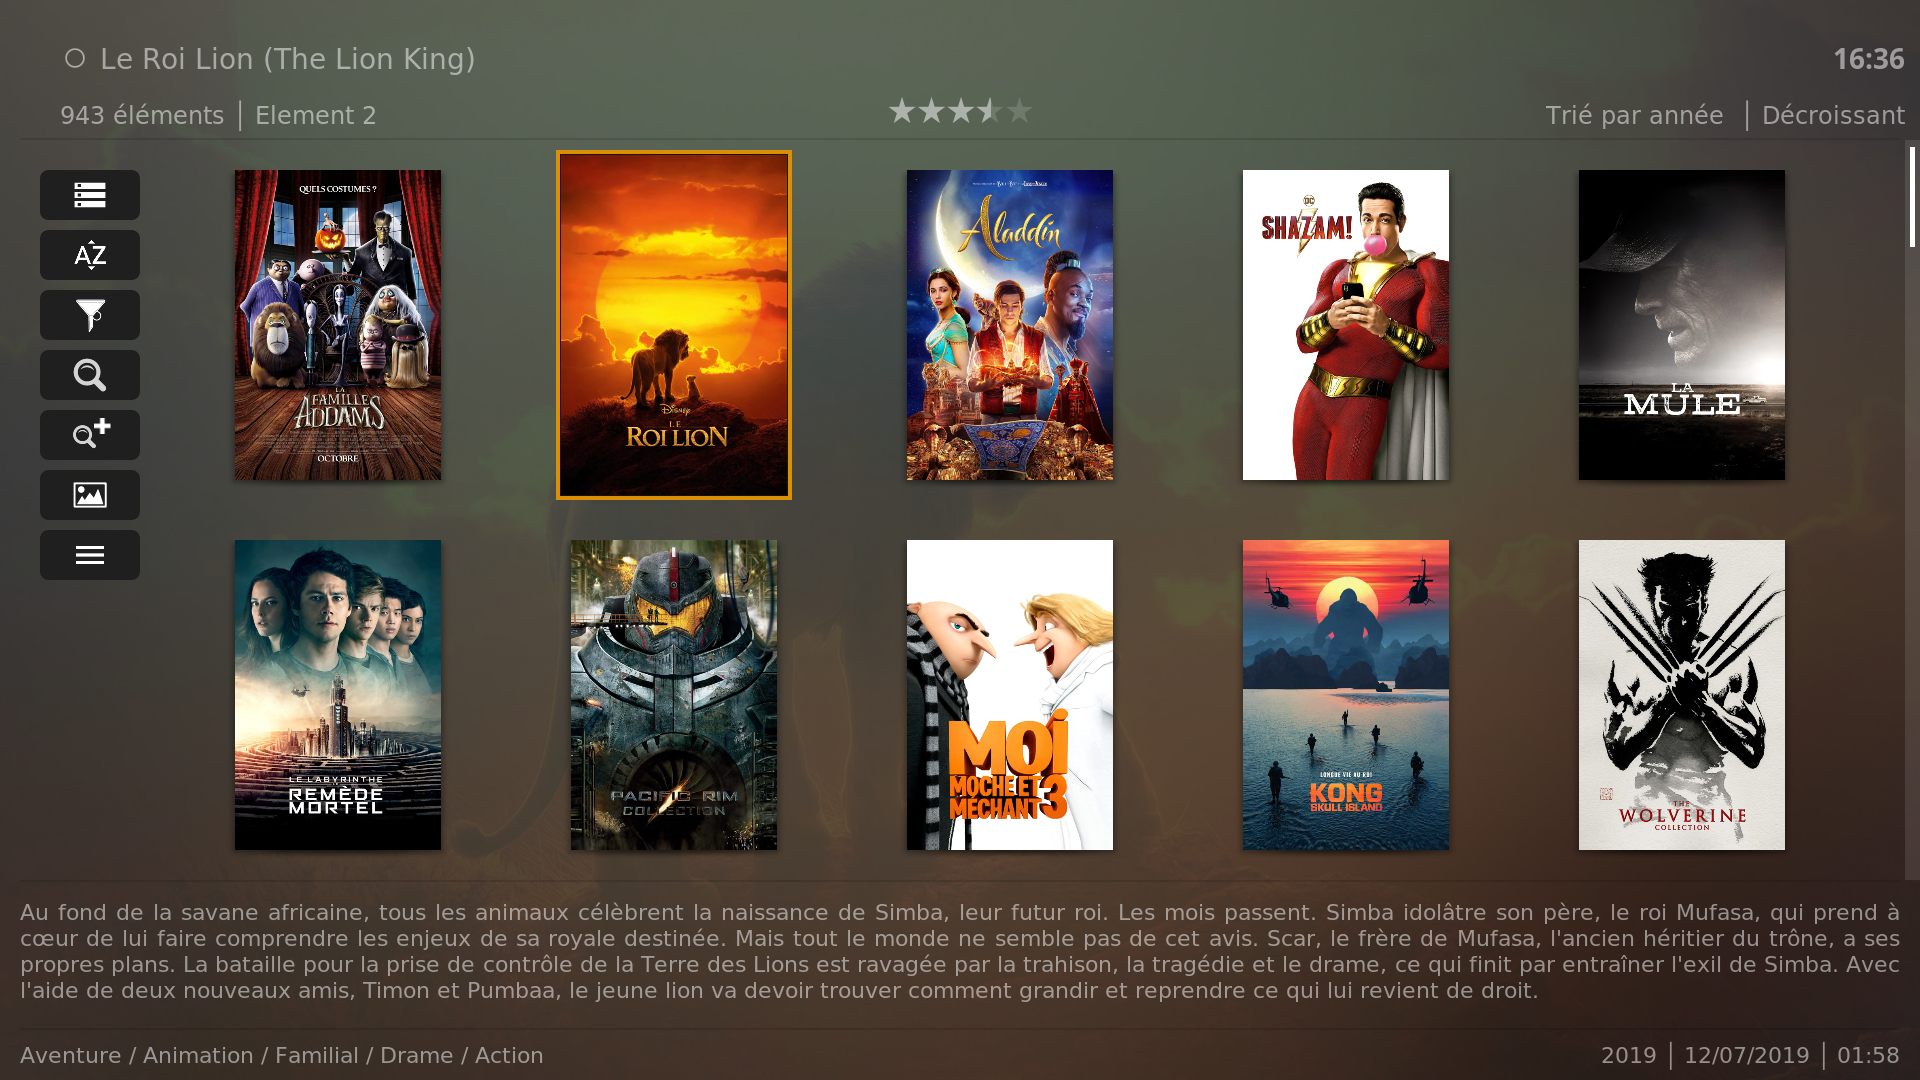 Le Roi Lion (The Lion King)
16:36
943 éléments | Element 2
Trié par année | Décroissant
AZ
QUELS COSTUMES ?
LA
FAMILLE
ADDAMS
OCTOBRE
DISNEY
LE
ROI LION
Aladdin
DC
SHAZAM!
LA
MULE
LE LABYRINTHE
REMÈDE
MORTEL
PACIFIC RIM
COLLECTION
MOI
MOCHE ET
MÉCHANT 3
LONGUE VIE AU ROI
KONG
SKULL ISLAND
THE
WOLVERINE
COLLECTION
Au fond de la savane africaine, tous les animaux célèbrent la naissance de Simba, leur futur roi. Les mois passent. Simba idolâtre son père, le roi Mufasa, qui prend à
cœur de lui faire comprendre les enjeux de sa royale destinée. Mais tout le monde ne semble pas de cet avis. Scar, le frère de Mufasa, l'ancien héritier du trône, a ses
propres plans. La bataille pour la prise de contrôle de la Terre des Lions est ravagée par la trahison, la tragédie et le drame, ce qui finit par entraîner l'exil de Simba. Avec
l'aide de deux nouveaux amis, Timon et Pumbaa, le jeune lion va devoir trouver comment grandir et reprendre ce qui lui revient de droit.
Aventure / Animation / Familial / Drame / Action
2019 | 12/07/2019 | 01:58